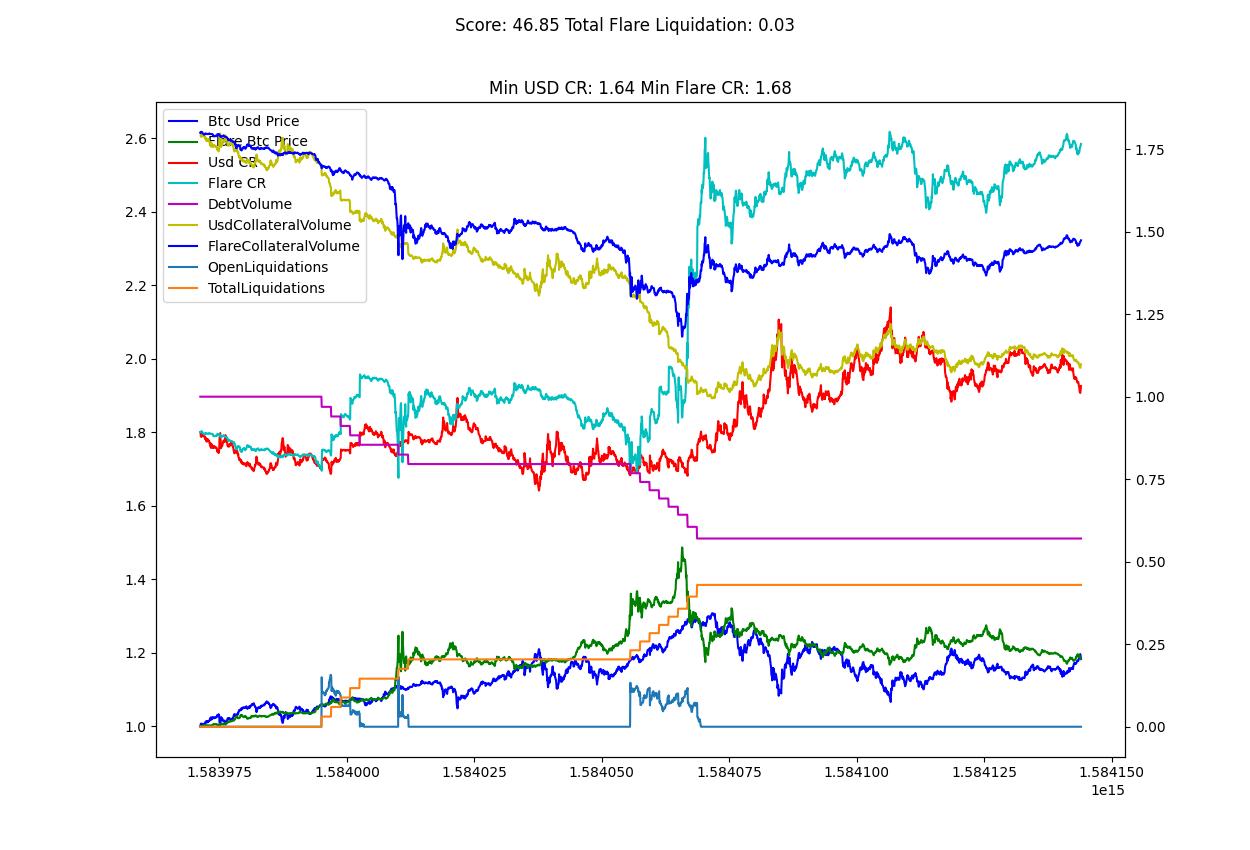 Score: 46.85 Total Flare Liquidation: 0.03
Min USD CR: 1.64 Min Flare CR: 1.68
Btc Usd Price
Flare Btc Price
Usd CR
Flare CR
DebtVolume
UsdCollateralVolume
FlareCollateralVolume
OpenLiquidations
TotalLiquidations
2.6
2.4
2.2
2.0
1.8
1.6
1.4
1.2
1.0
1.75
1.50
1.25
1.00
0.75
0.50
0.25
0.00
1.583975 1.584000 1.584025 1.584050 1.584075 1.584100 1.584125 1.584150
1e15